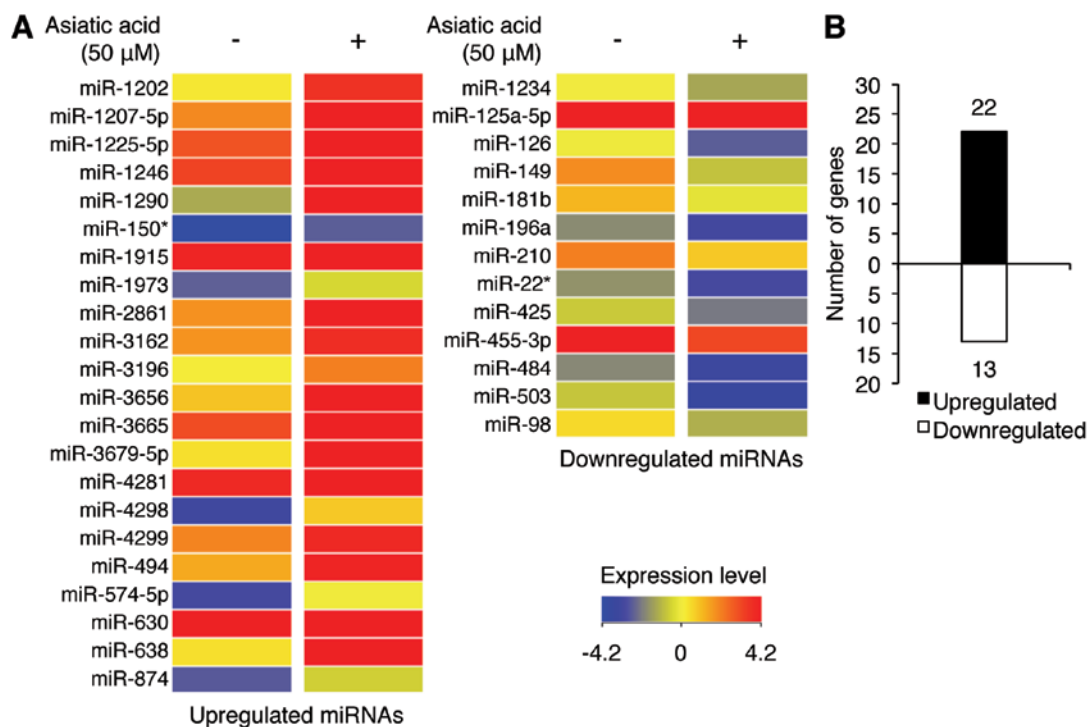 A
Asiatic acid
(50 µM)
-
+
miR-1202
miR-1207-5p
miR-1225-5p
miR-1246
miR-1290
miR-150*
miR-1915
miR-1973
miR-2861
miR-3162
miR-3196
miR-3656
miR-3665
miR-3679-5p
miR-4281
miR-4298
miR-4299
miR-494
miR-574-5p
miR-630
miR-638
miR-874
Upregulated miRNAs
Asiatic acid
(50 µM)
-
+
miR-1234
miR-125a-5p
miR-126
miR-149
miR-181b
miR-196a
miR-210
miR-22*
miR-425
miR-455-3p
miR-484
miR-503
miR-98
Downregulated miRNAs
Expression level
-4.2 0 4.2
B
Number of genes
30
25
20
15
10
5
0
5
10
15
20
22
13
Upregulated
Downregulated